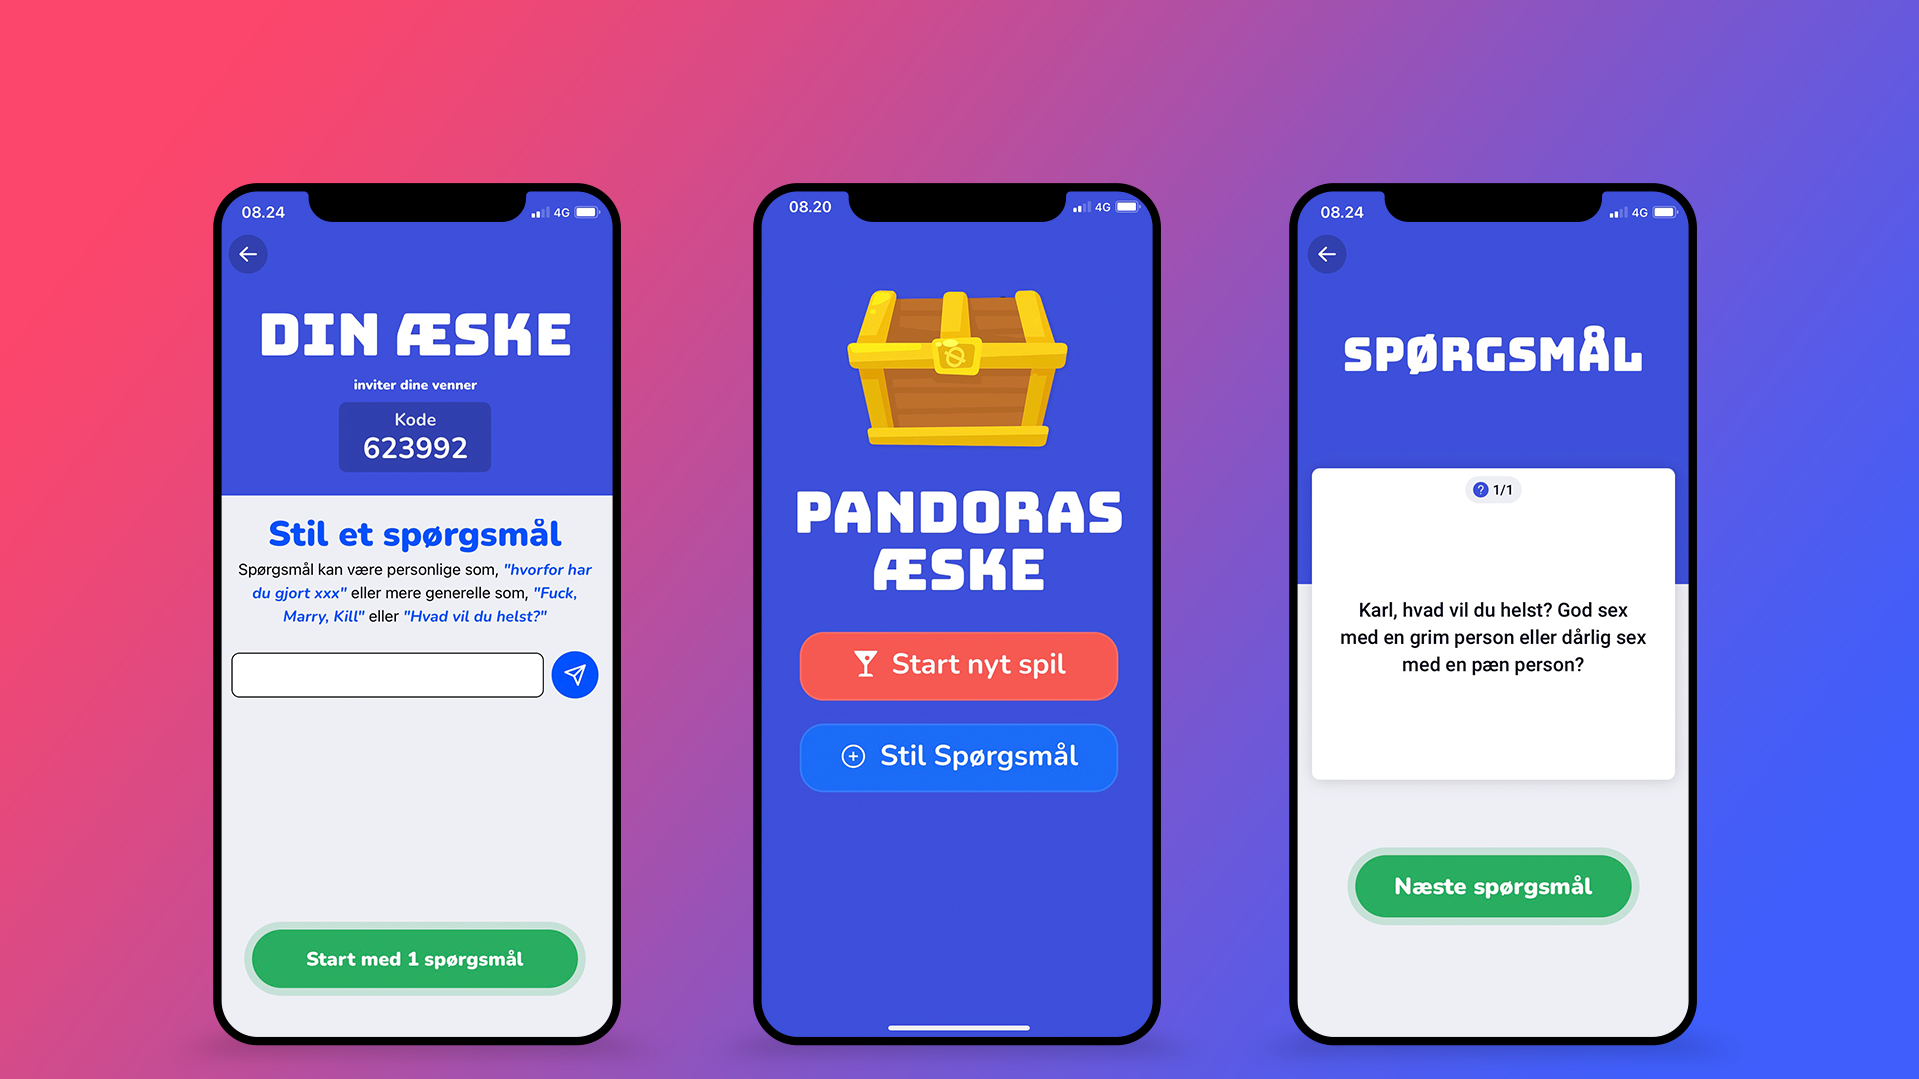 08.24
4G
DIN ÆSKE
inviter dine venner
Kode
623992
Stil et spørgsmål
Spørgsmål kan være personlige som, "hvorfor har
du gjort xxx" eller mere generelle som, "Fuck,
Marry, Kill" eller "Hvad vil du helst?"
Start med 1 spørgsmål
08.20
4G
PANDORAS
ÆSKE
Start nyt spil
Stil Spørgsmål
08.24
4G
SPØRGSMÅL
? 1/1
Karl, hvad vil du helst? God sex
med en grim person eller dårlig sex
med en pæn person?
Næste spørgsmål